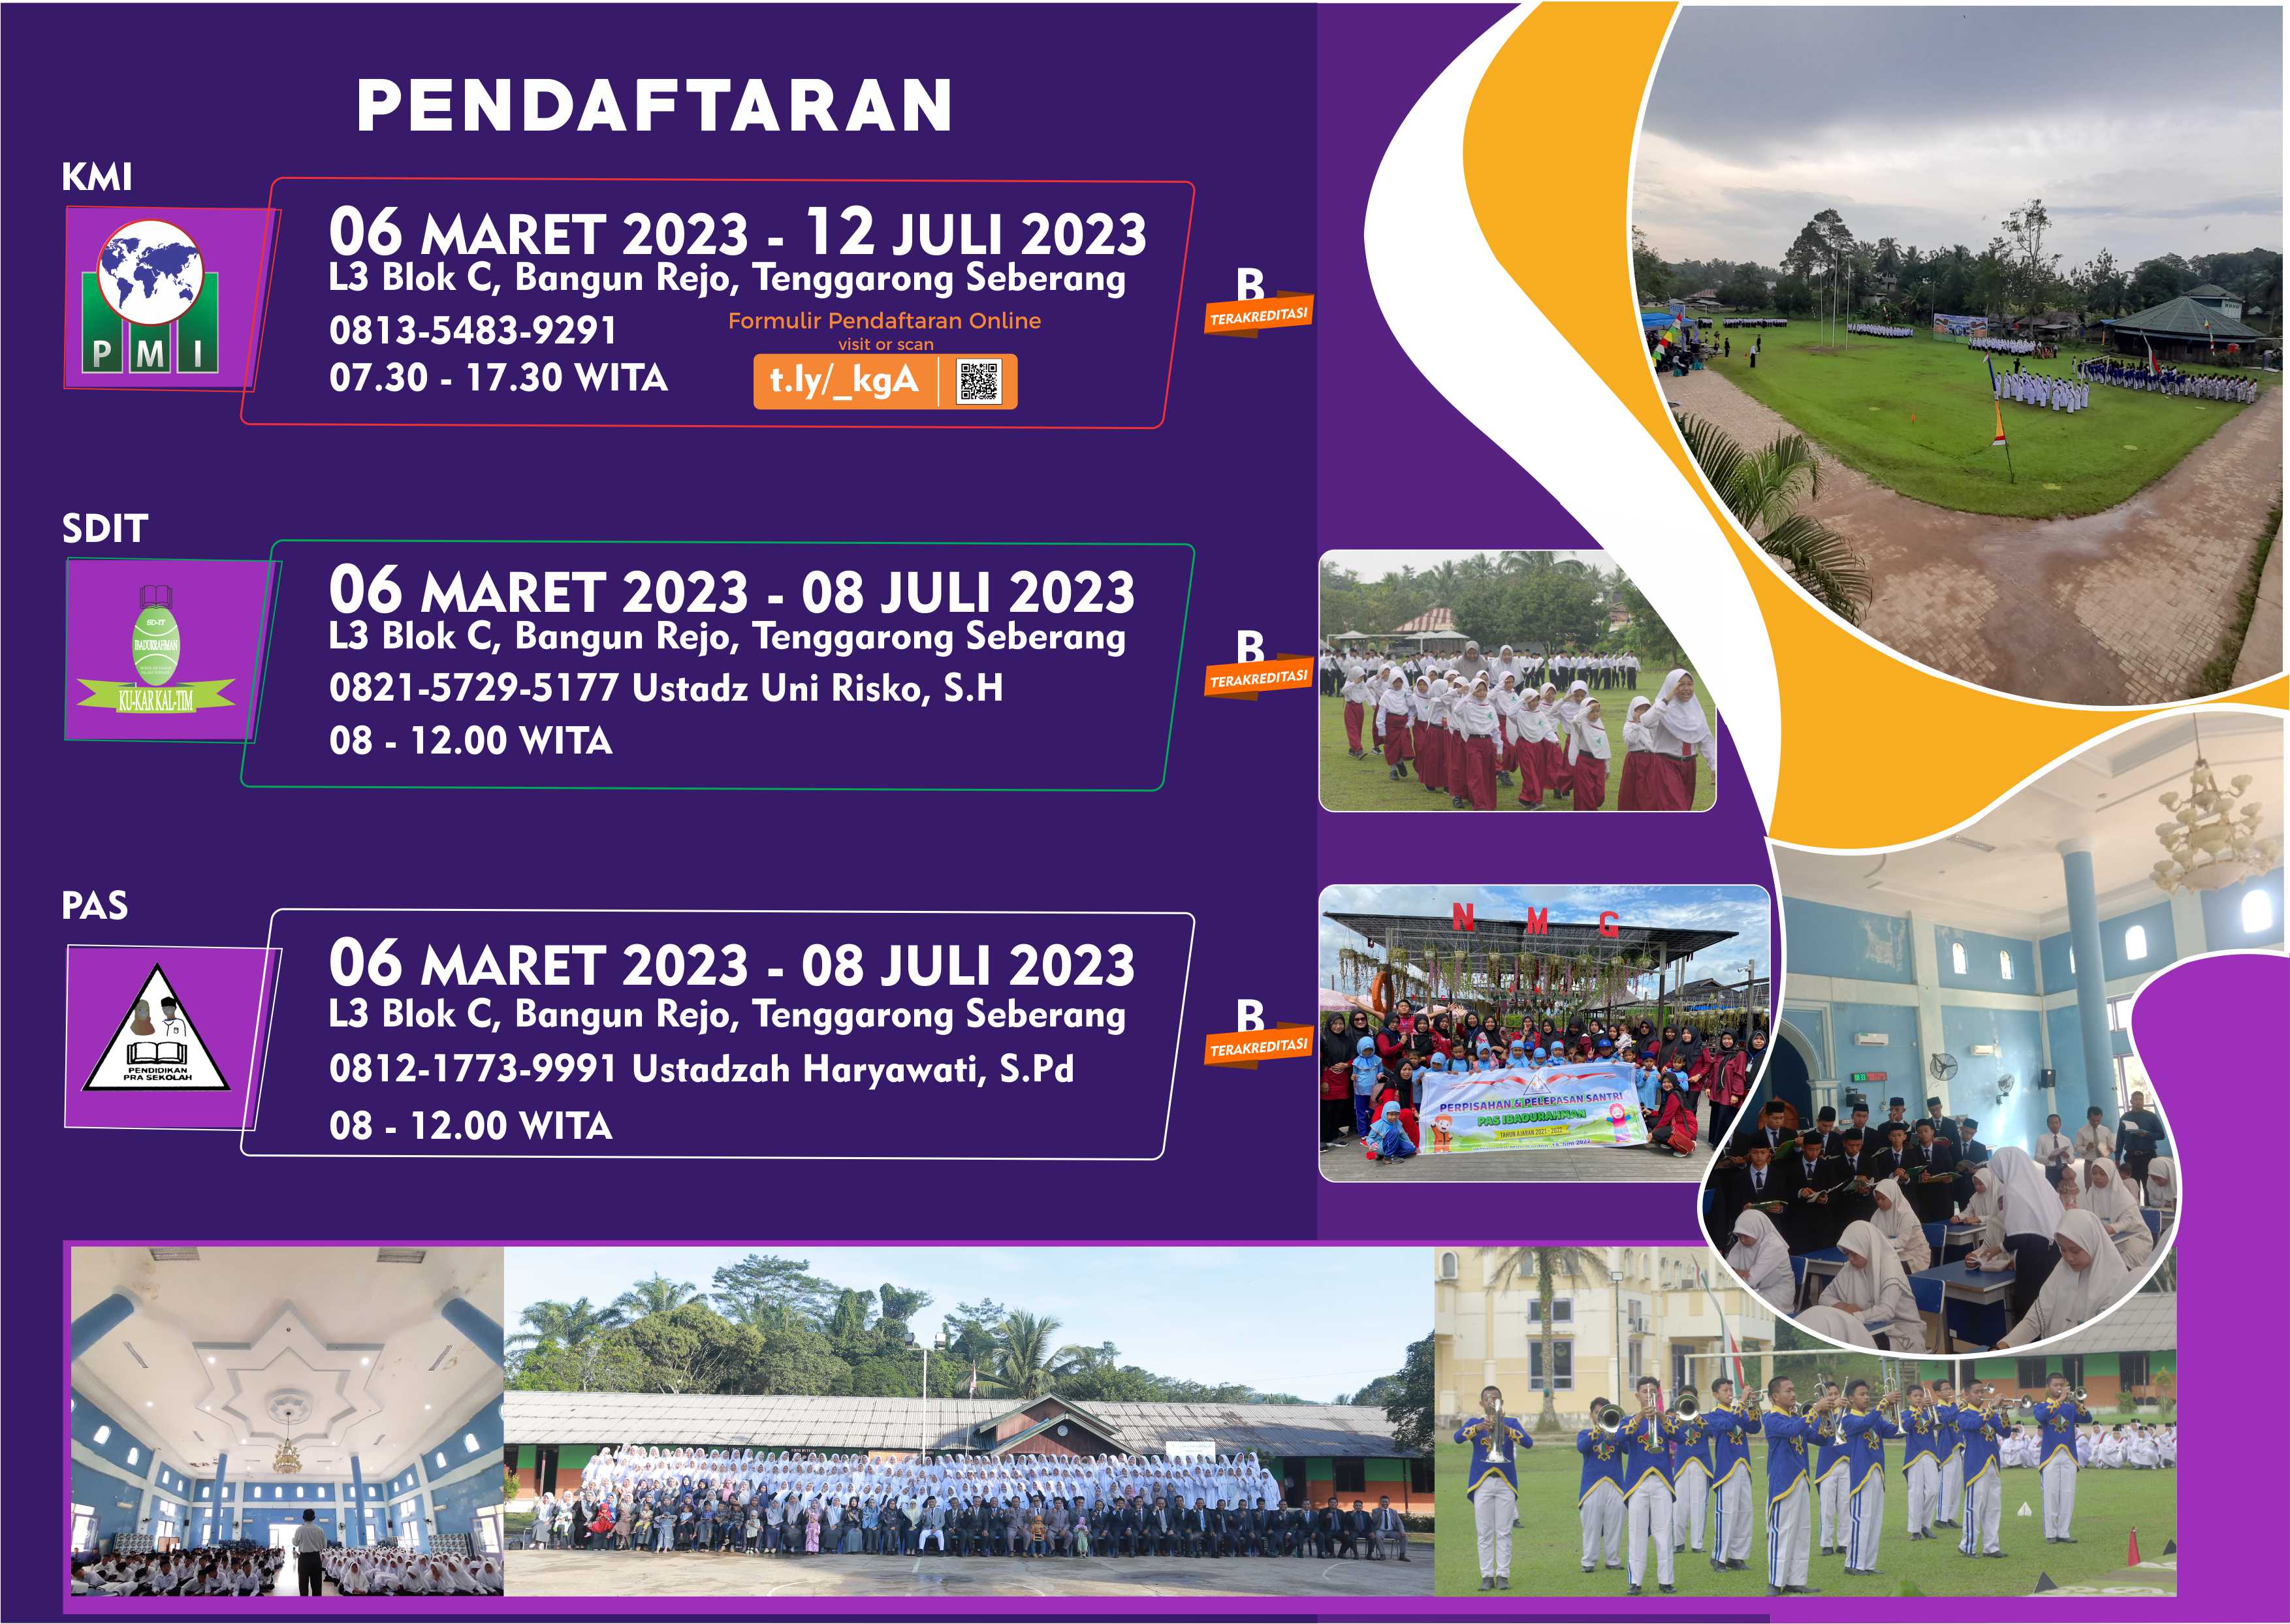 PENDAFTARAN
KMI
P M I
06 MARET 2023 - 12 JULI 2023
L3 Blok C, Bangun Rejo, Tenggarong Seberang
0813-5483-9291
07.30 - 17.30 WITA
Formulir Pendaftaran Online
visit or scan
t.ly/_kgA
B
TERAKREDITASI
SDIT
SD-IT
IBADURRAHMAN
KU-KAR KAL-TIM
06 MARET 2023 - 08 JULI 2023
L3 Blok C, Bangun Rejo, Tenggarong Seberang
0821-5729-5177 Ustadz Uni Risko, S.H
08 - 12.00 WITA
B
TERAKREDITASI
PAS
PENDIDIKAN
PRA SEKOLAH
06 MARET 2023 - 08 JULI 2023
L3 Blok C, Bangun Rejo, Tenggarong Seberang
0812-1773-9991 Ustadzah Haryawati, S.Pd
08 - 12.00 WITA
B
TERAKREDITASI
N M G
PERPISAHAN & PELEPASAN SANTRI
PAS IBADURAHMAN
TAHUN AJARAN 2021 - 2022